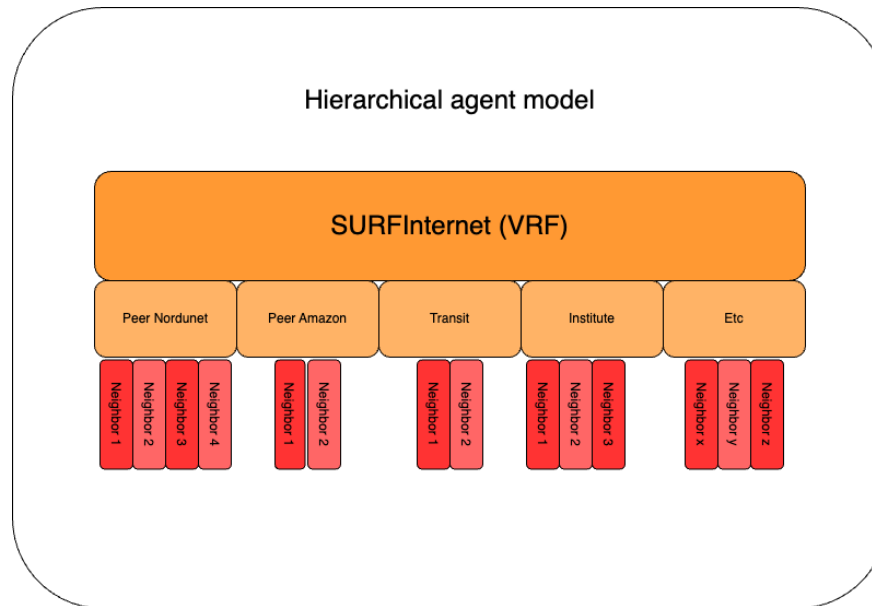 Hierarchical agent model
SURFInternet (VRF)
Peer Nordunet
Peer Amazon
Transit
Institute
Etc
Neighbor 1
Neighbor 2
Neighbor 3
Neighbor 4
Neighbor 1
Neighbor 2
Neighbor 1
Neighbor 2
Neighbor 1
Neighbor 2
Neighbor 3
Neighbor x
Neighbor y
Neighbor z